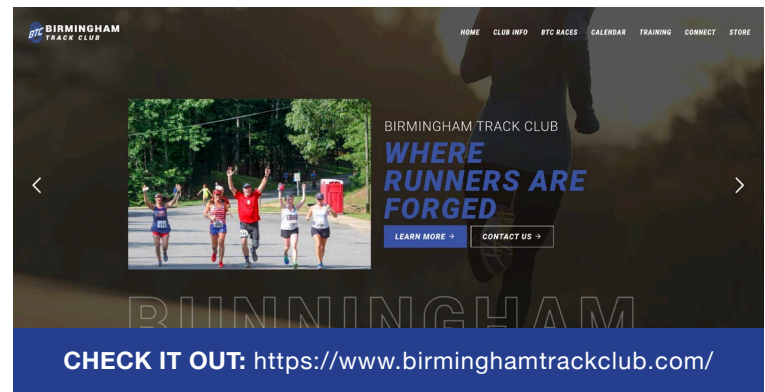 BTC BIRMINGHAM
TRACK CLUB
HOME CLUB INFO BTC RACES CALENDAR TRAINING CONNECT STORE
BIRMINGHAM TRACK CLUB
WHERE
RUNNERS ARE
FORGED
LEARN MORE → CONTACT US →
RUNNINGHAM
CHECK IT OUT: https://www.birminghamtrackclub.com/